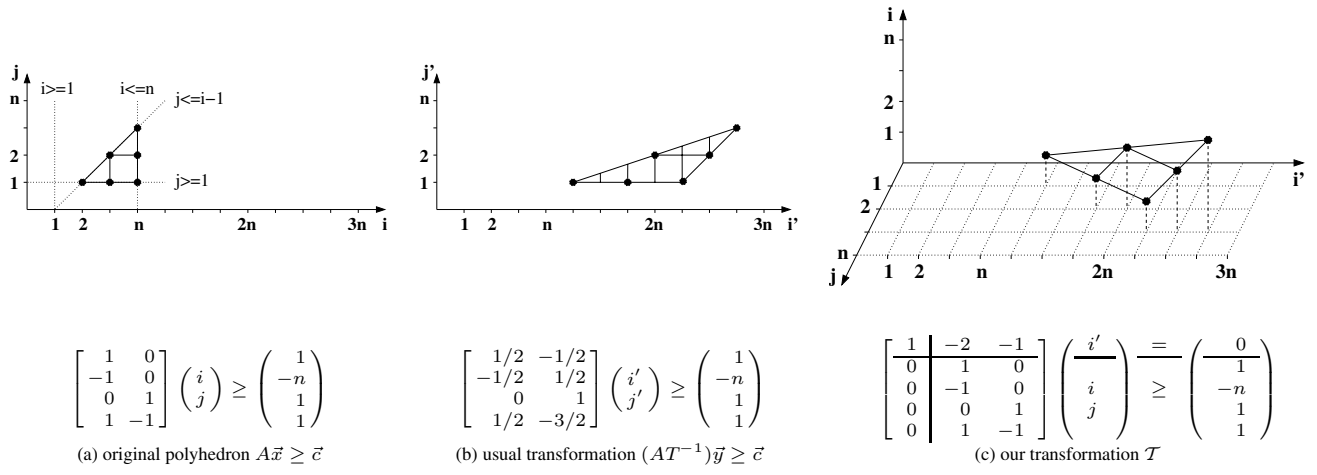 j
n
i>=1
i<=n
j<=i−1
2
1
j>=1
1 2 n 2n 3n i
j’
n
2
1
1 2 n 2n 3n i’
i
n
2
1
i’
1
2
n
j
1 2 n 2n 3n
[ 1 0 ; −1 0 ; 0 1 ; 1 −1 ] ( i ; j ) ≥ ( 1 ; −n ; 1 ; 1 )
(a) original polyhedron Ax⃗ ≥ c⃗
[ 1/2 −1/2 ; −1/2 1/2 ; 0 1 ; 1/2 −3/2 ] ( i′ ; j′ ) ≥ ( 1 ; −n ; 1 ; 1 )
(b) usual transformation (AT⁻¹)y⃗ ≥ c⃗
[ 1 | −2 −1 ; 0 | 1 0 ; 0 | −1 0 ; 0 | 0 1 ; 0 | 1 −1 ] ( i′ ; i ; j ) = ≥ ( 0 ; 1 ; −n ; 1 ; 1 )
(c) our transformation 𝒯